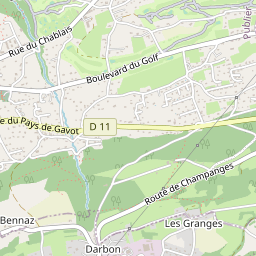 Rue du Chablais
Publier
Boulevard du Golf
e du Pays de Gavot
D 11
Route de Champanges
Bennaz
Les Granges
Darbon